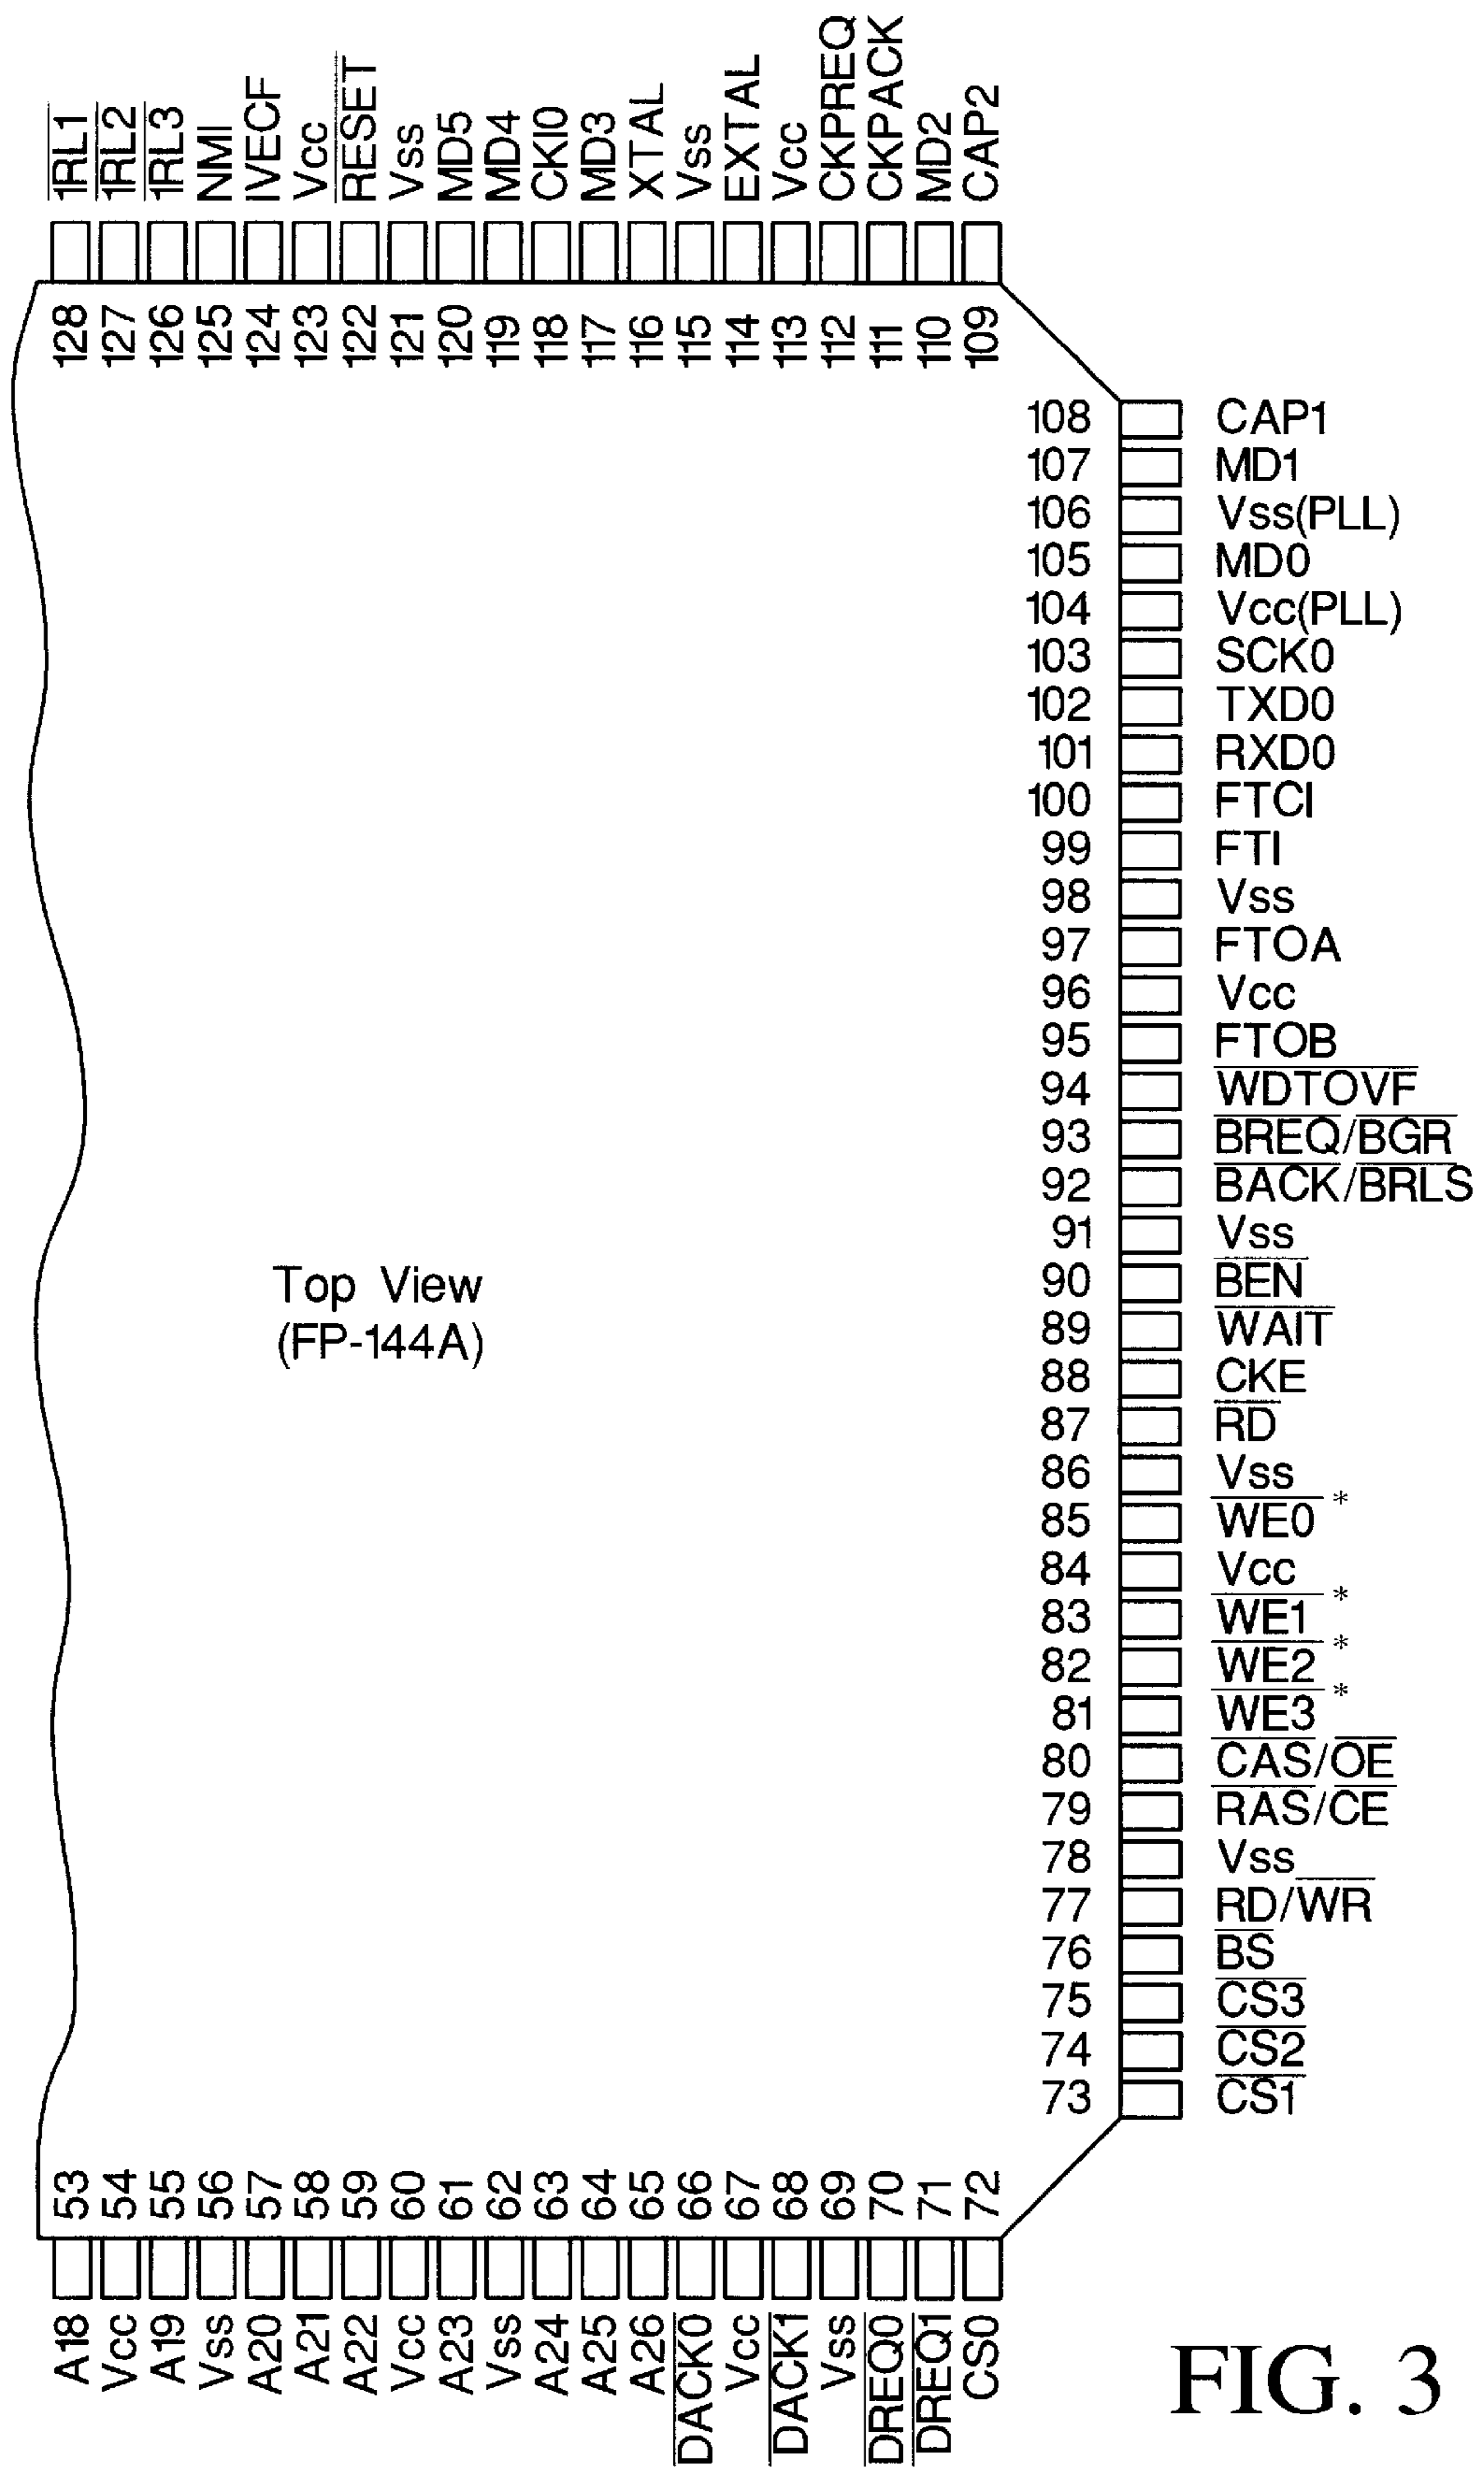 1RL1
1RL2
1RL3
NMI
IVECF
Vcc
RESET
Vss
MD5
MD4
CKI0
MD3
XTAL
Vss
EXTAL
Vcc
CKPREQ
CKPACK
MD2
CAP2
128
127
126
125
124
123
122
121
120
119
118
117
116
115
114
113
112
111
110
109
108 CAP1
107 MD1
106 Vss(PLL)
105 MD0
104 Vcc(PLL)
103 SCK0
102 TXD0
101 RXD0
100 FTCI
99 FTI
98 Vss
97 FTOA
96 Vcc
95 FTOB
94 WDTOVF
93 BREQ/BGR
92 BACK/BRLS
91 Vss
90 BEN
89 WAIT
88 CKE
87 RD
86 Vss
85 WE0 *
84 Vcc
83 WE1 *
82 WE2 *
81 WE3 *
80 CAS/OE
79 RAS/CE
78 Vss
77 RD/WR
76 BS
75 CS3
74 CS2
73 CS1
Top View
(FP-144A)
53
54
55
56
57
58
59
60
61
62
63
64
65
66
67
68
69
70
71
72
A18
Vcc
A19
Vss
A20
A21
A22
Vcc
A23
Vss
A24
A25
A26
DACK0
Vcc
DACK1
Vss
DREQ0
DREQ1
CS0
FIG. 3